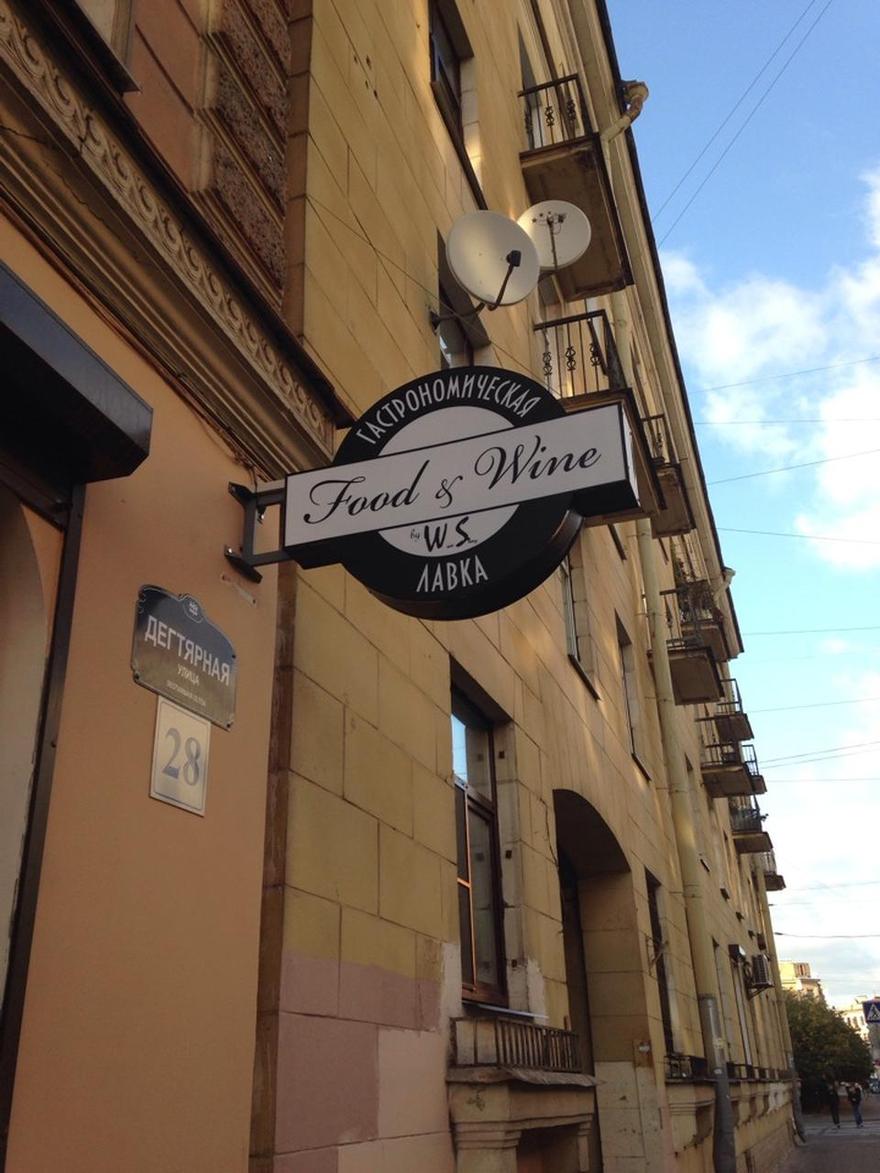 ГАСТРОНОМИЧЕСКАЯ
Food & Wine
by W.S.
ЛАВКА
ДЕГТЯРНАЯ
УЛИЦА
28